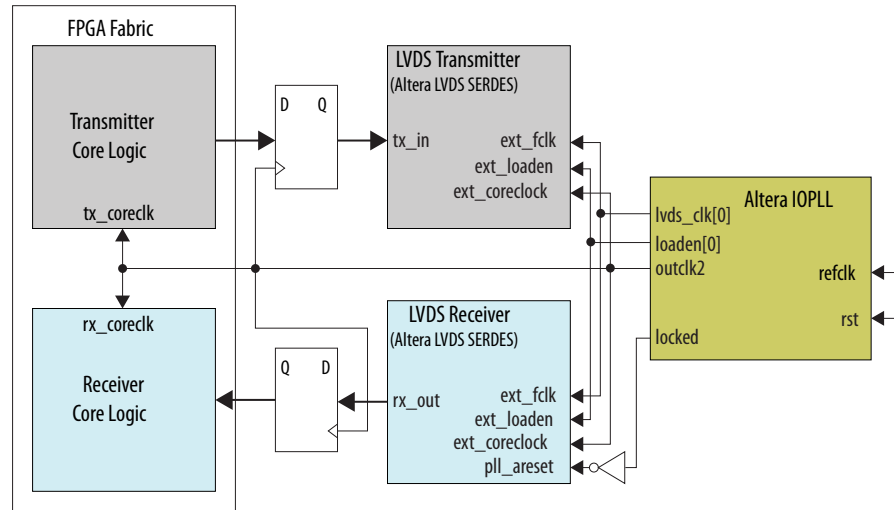 FPGA Fabric
Transmitter
Core Logic
tx_coreclk
D Q
LVDS Transmitter
(Altera LVDS SERDES)
tx_in
ext_fclk
ext_loaden
ext_coreclock
Altera IOPLL
lvds_clk[0]
loaden[0]
outclk2
refclk
rst
locked
rx_coreclk
Receiver
Core Logic
Q D
LVDS Receiver
(Altera LVDS SERDES)
rx_out
ext_fclk
ext_loaden
ext_coreclock
pll_areset